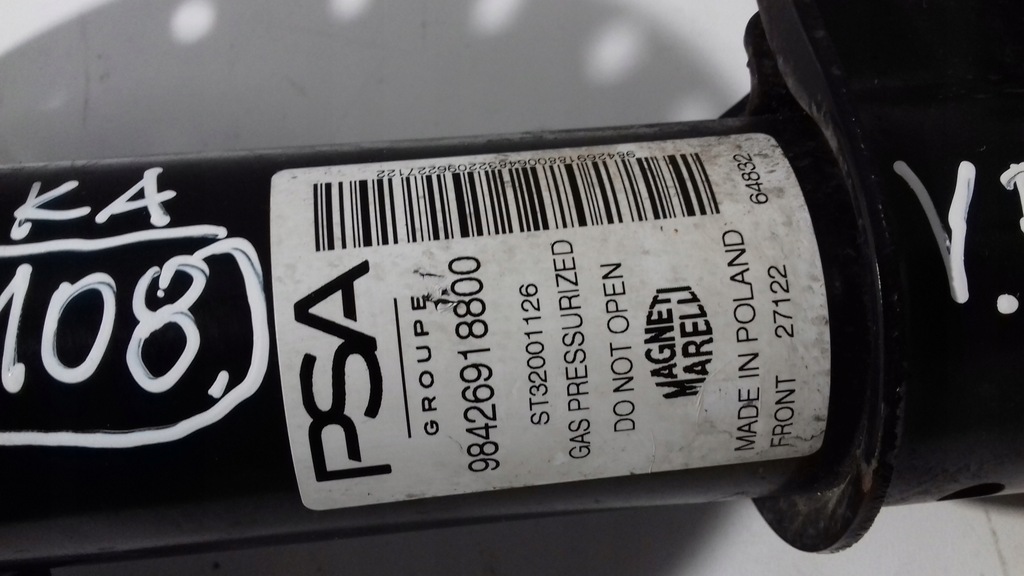 KA
108
PSA
GROUPE
9842691880​0
ST32001126
GAS PRESSURIZED
DO NOT OPEN
MAGNETI
MARELLI
MADE IN POLAND
FRONT 27122 64832